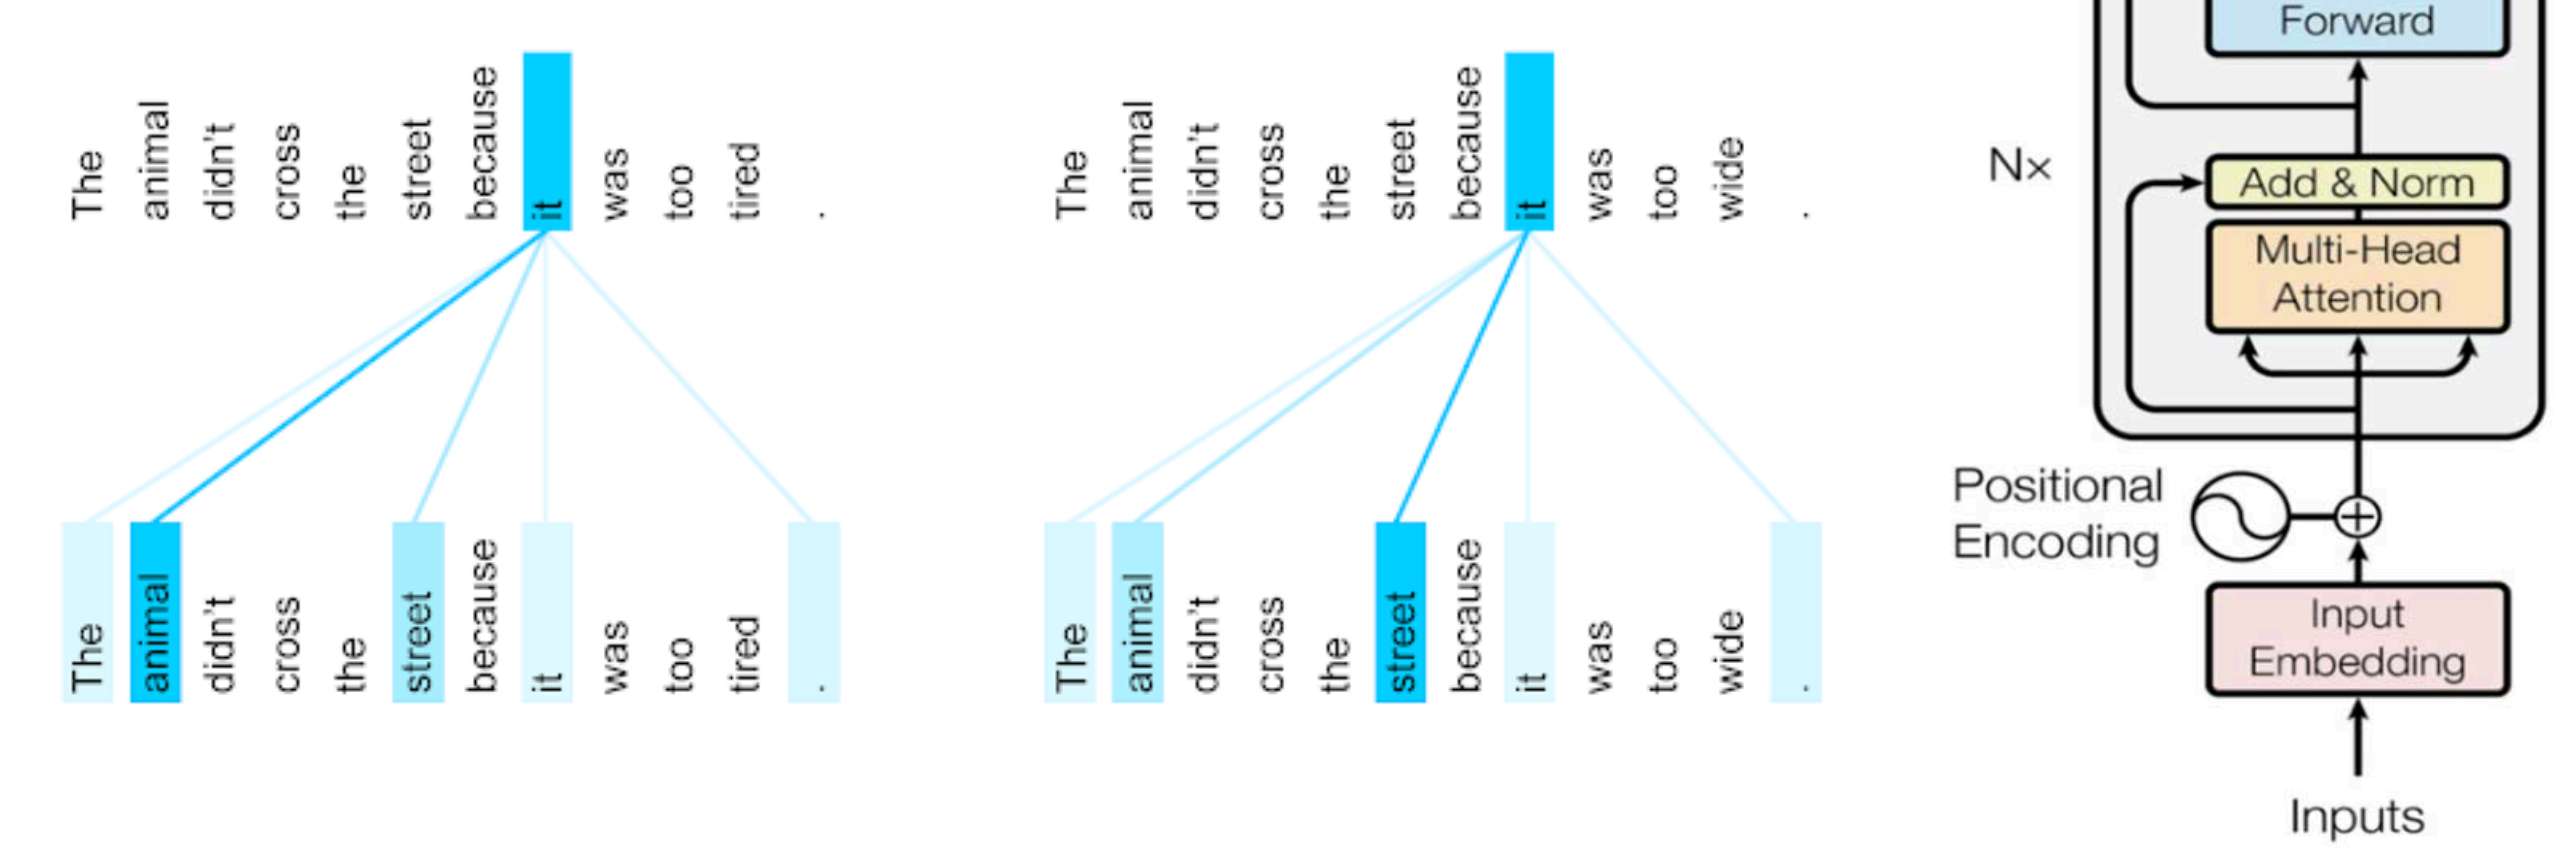 The animal didn't cross the street because it was too tired .
The animal didn't cross the street because it was too tired .
The animal didn't cross the street because it was too wide .
The animal didn't cross the street because it was too wide .
Forward
N×
Add & Norm
Multi-Head
Attention
Positional
Encoding
Input
Embedding
Inputs